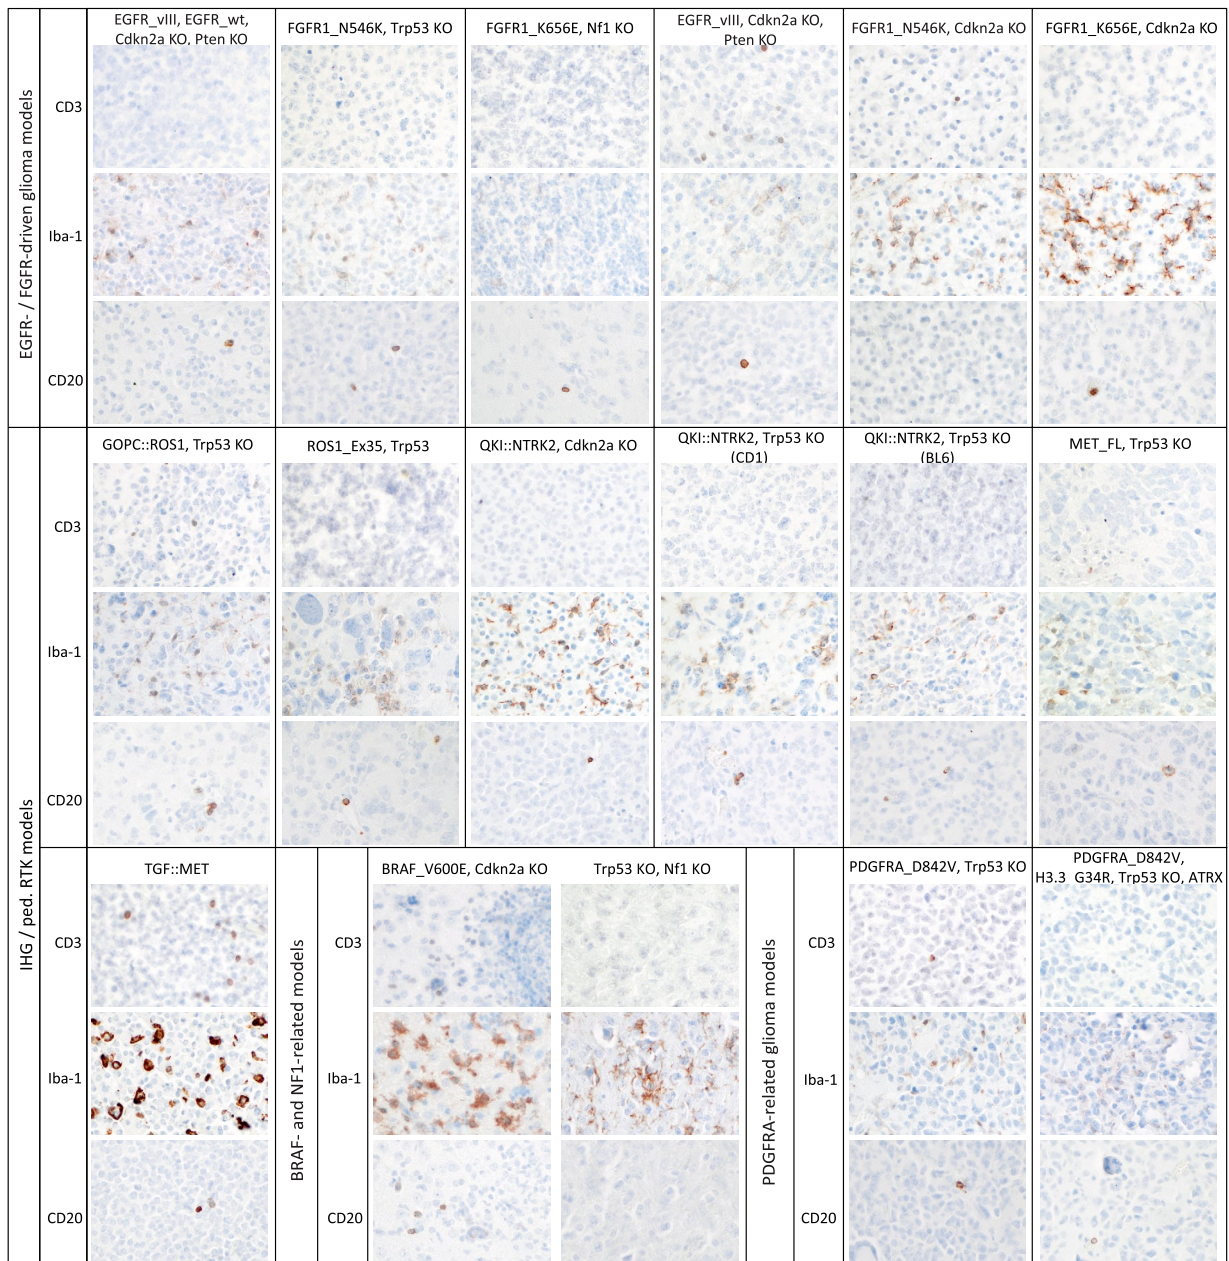 EGFR- / FGFR-driven glioma models
EGFR_vIII, EGFR_wt,
Cdkn2a KO, Pten KO
FGFR1_N546K, Trp53 KO
FGFR1_K656E, Nf1 KO
EGFR_vIII, Cdkn2a KO,
Pten KO
FGFR1_N546K, Cdkn2a KO
FGFR1_K656E, Cdkn2a KO
CD3
Iba-1
CD20
IHG / ped. RTK models
GOPC::ROS1, Trp53 KO
ROS1_Ex35, Trp53
QKI::NTRK2, Cdkn2a KO
QKI::NTRK2, Trp53 KO
(CD1)
QKI::NTRK2, Trp53 KO
(BL6)
MET_FL, Trp53 KO
CD3
Iba-1
CD20
TGF::MET
CD3
Iba-1
CD20
BRAF- and NF1-related models
BRAF_V600E, Cdkn2a KO
Trp53 KO, Nf1 KO
CD3
Iba-1
CD20
PDGFRA-related glioma models
PDGFRA_D842V, Trp53 KO
PDGFRA_D842V,
H3.3_G34R, Trp53 KO, ATRX
CD3
Iba-1
CD20